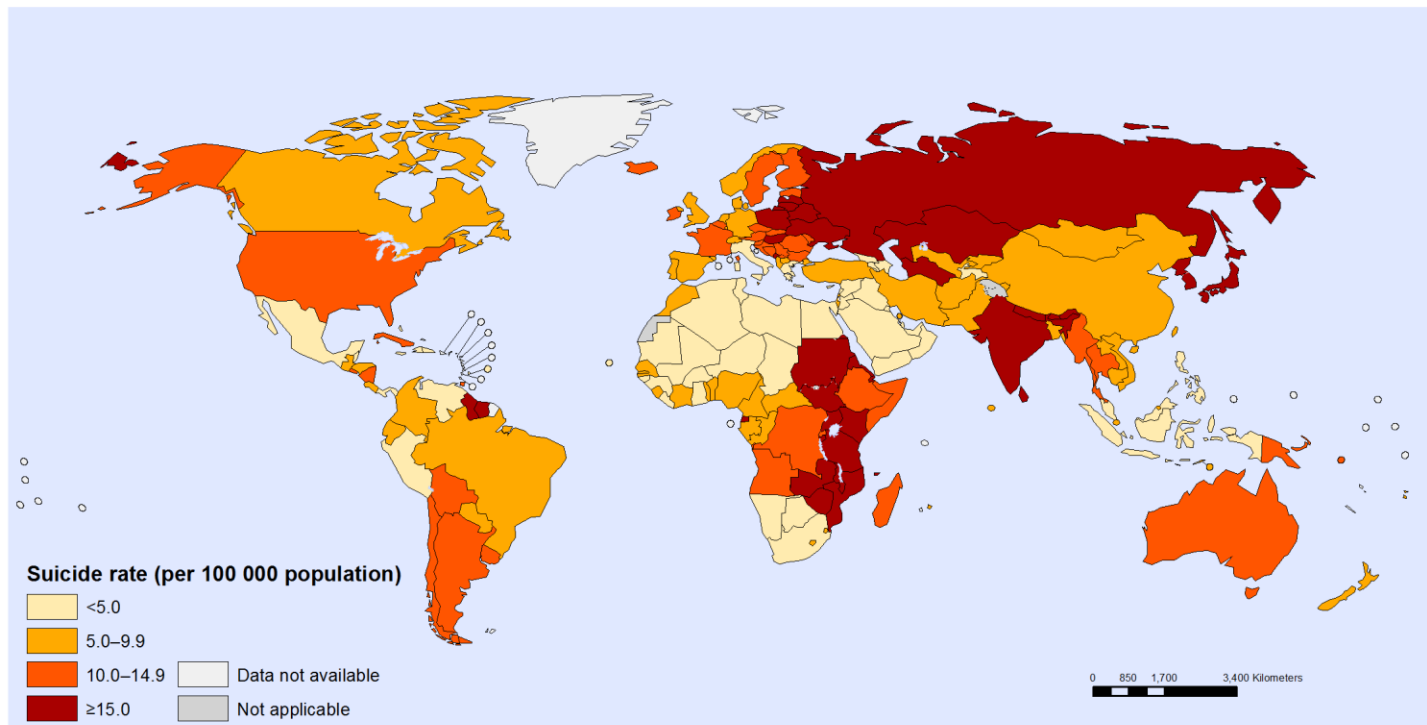 Suicide rate (per 100 000 population)
<5.0
5.0–9.9
10.0–14.9
≥15.0
Data not available
Not applicable
0 850 1,700 3,400 Kilometers